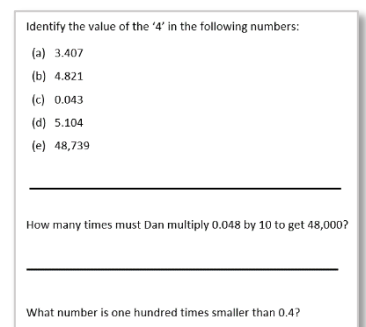 Identify the value of the ‘4’ in the following numbers:
(a) 3.407
(b) 4.821
(c) 0.043
(d) 5.104
(e) 48,739
How many times must Dan multiply 0.048 by 10 to get 48,000?
What number is one hundred times smaller than 0.4?